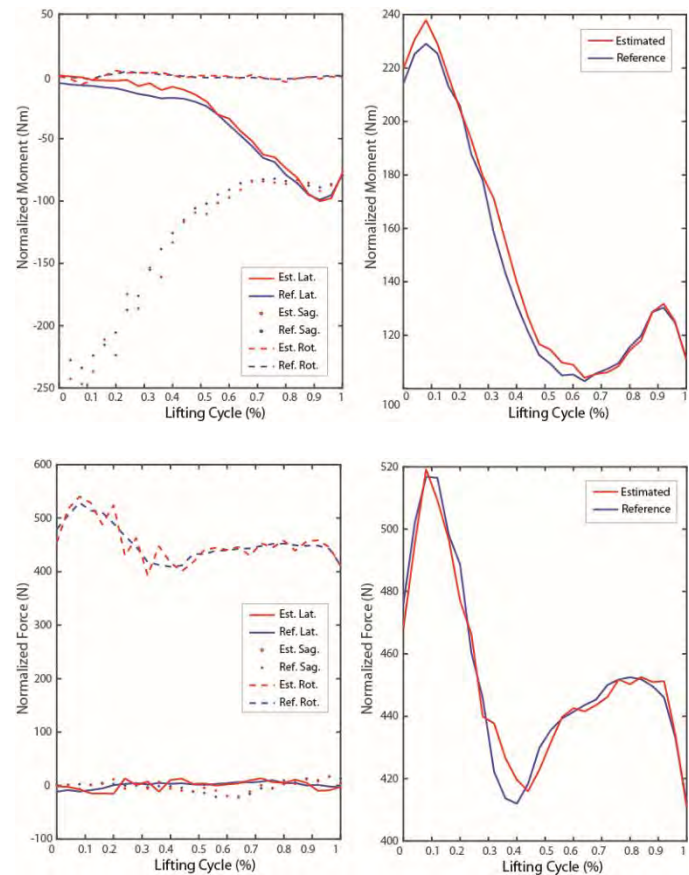 50
0
-50
-100
-150
-200
-250
Normalized Moment (Nm)
Est. Lat.
Ref. Lat.
Est. Sag.
Ref. Sag.
Est. Rot.
Ref. Rot.
0 0.1 0.2 0.3 0.4 0.5 0.6 0.7 0.8 0.9 1
Lifting Cycle (%)
240
220
200
180
160
140
120
100
Normalized Moment (Nm)
Estimated
Reference
0 0.1 0.2 0.3 0.4 0.5 0.6 0.7 0.8 0.9 1
Lifting Cycle (%)
600
500
400
300
200
100
0
-100
Normalized Force (N)
Est. Lat.
Ref. Lat.
Est. Sag.
Ref. Sag.
Est. Rot.
Ref. Rot.
0 0.1 0.2 0.3 0.4 0.5 0.6 0.7 0.8 0.9 1
Lifting Cycle (%)
520
500
480
460
440
420
400
Normalized Force (N)
Estimated
Reference
0 0.1 0.2 0.3 0.4 0.5 0.6 0.7 0.8 0.9 1
Lifting Cycle (%)